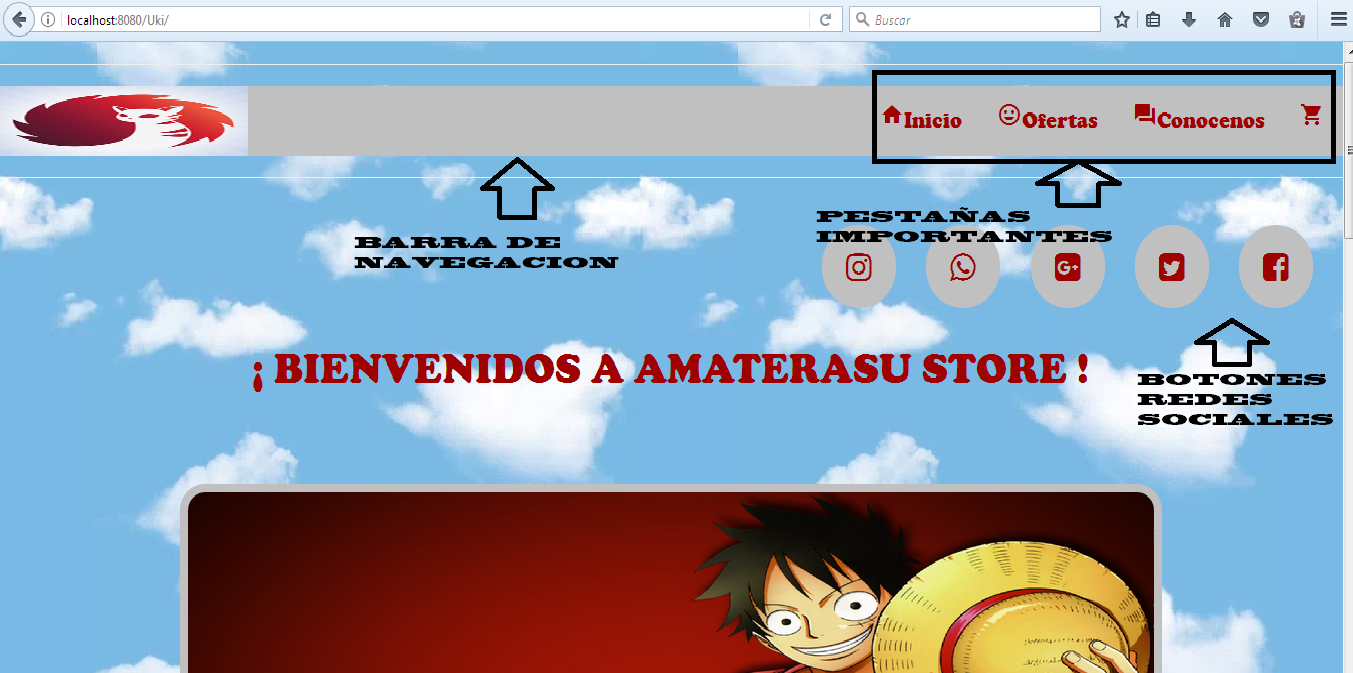 localhost:8080/Uki/
Buscar
Inicio
Ofertas
Conocenos
BARRA DE
NAVEGACION
PESTAÑAS
IMPORTANTES
G+
¡ BIENVENIDOS A AMATERASU STORE !
BOTONES
REDES
SOCIALES